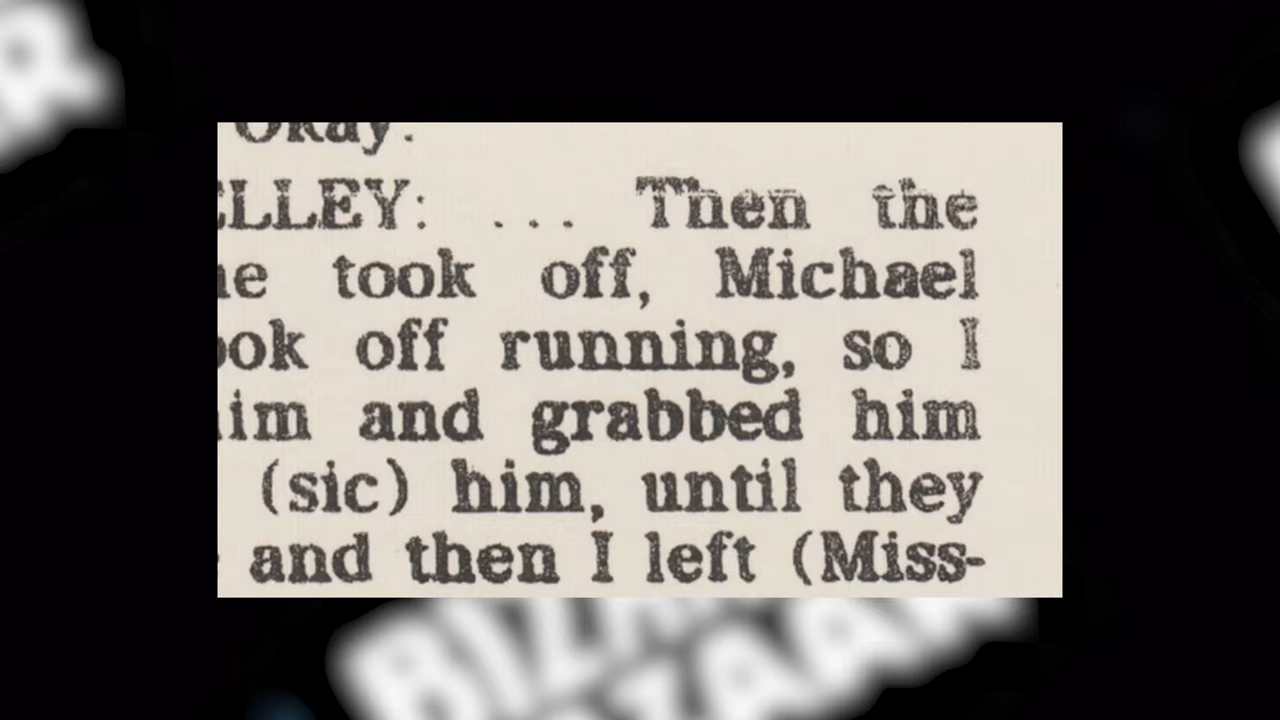 Okay.
ELLEY: ... Then the
took off, Michael
off running, so I
and grabbed him
(sic) him, until they
and then I left (Miss-